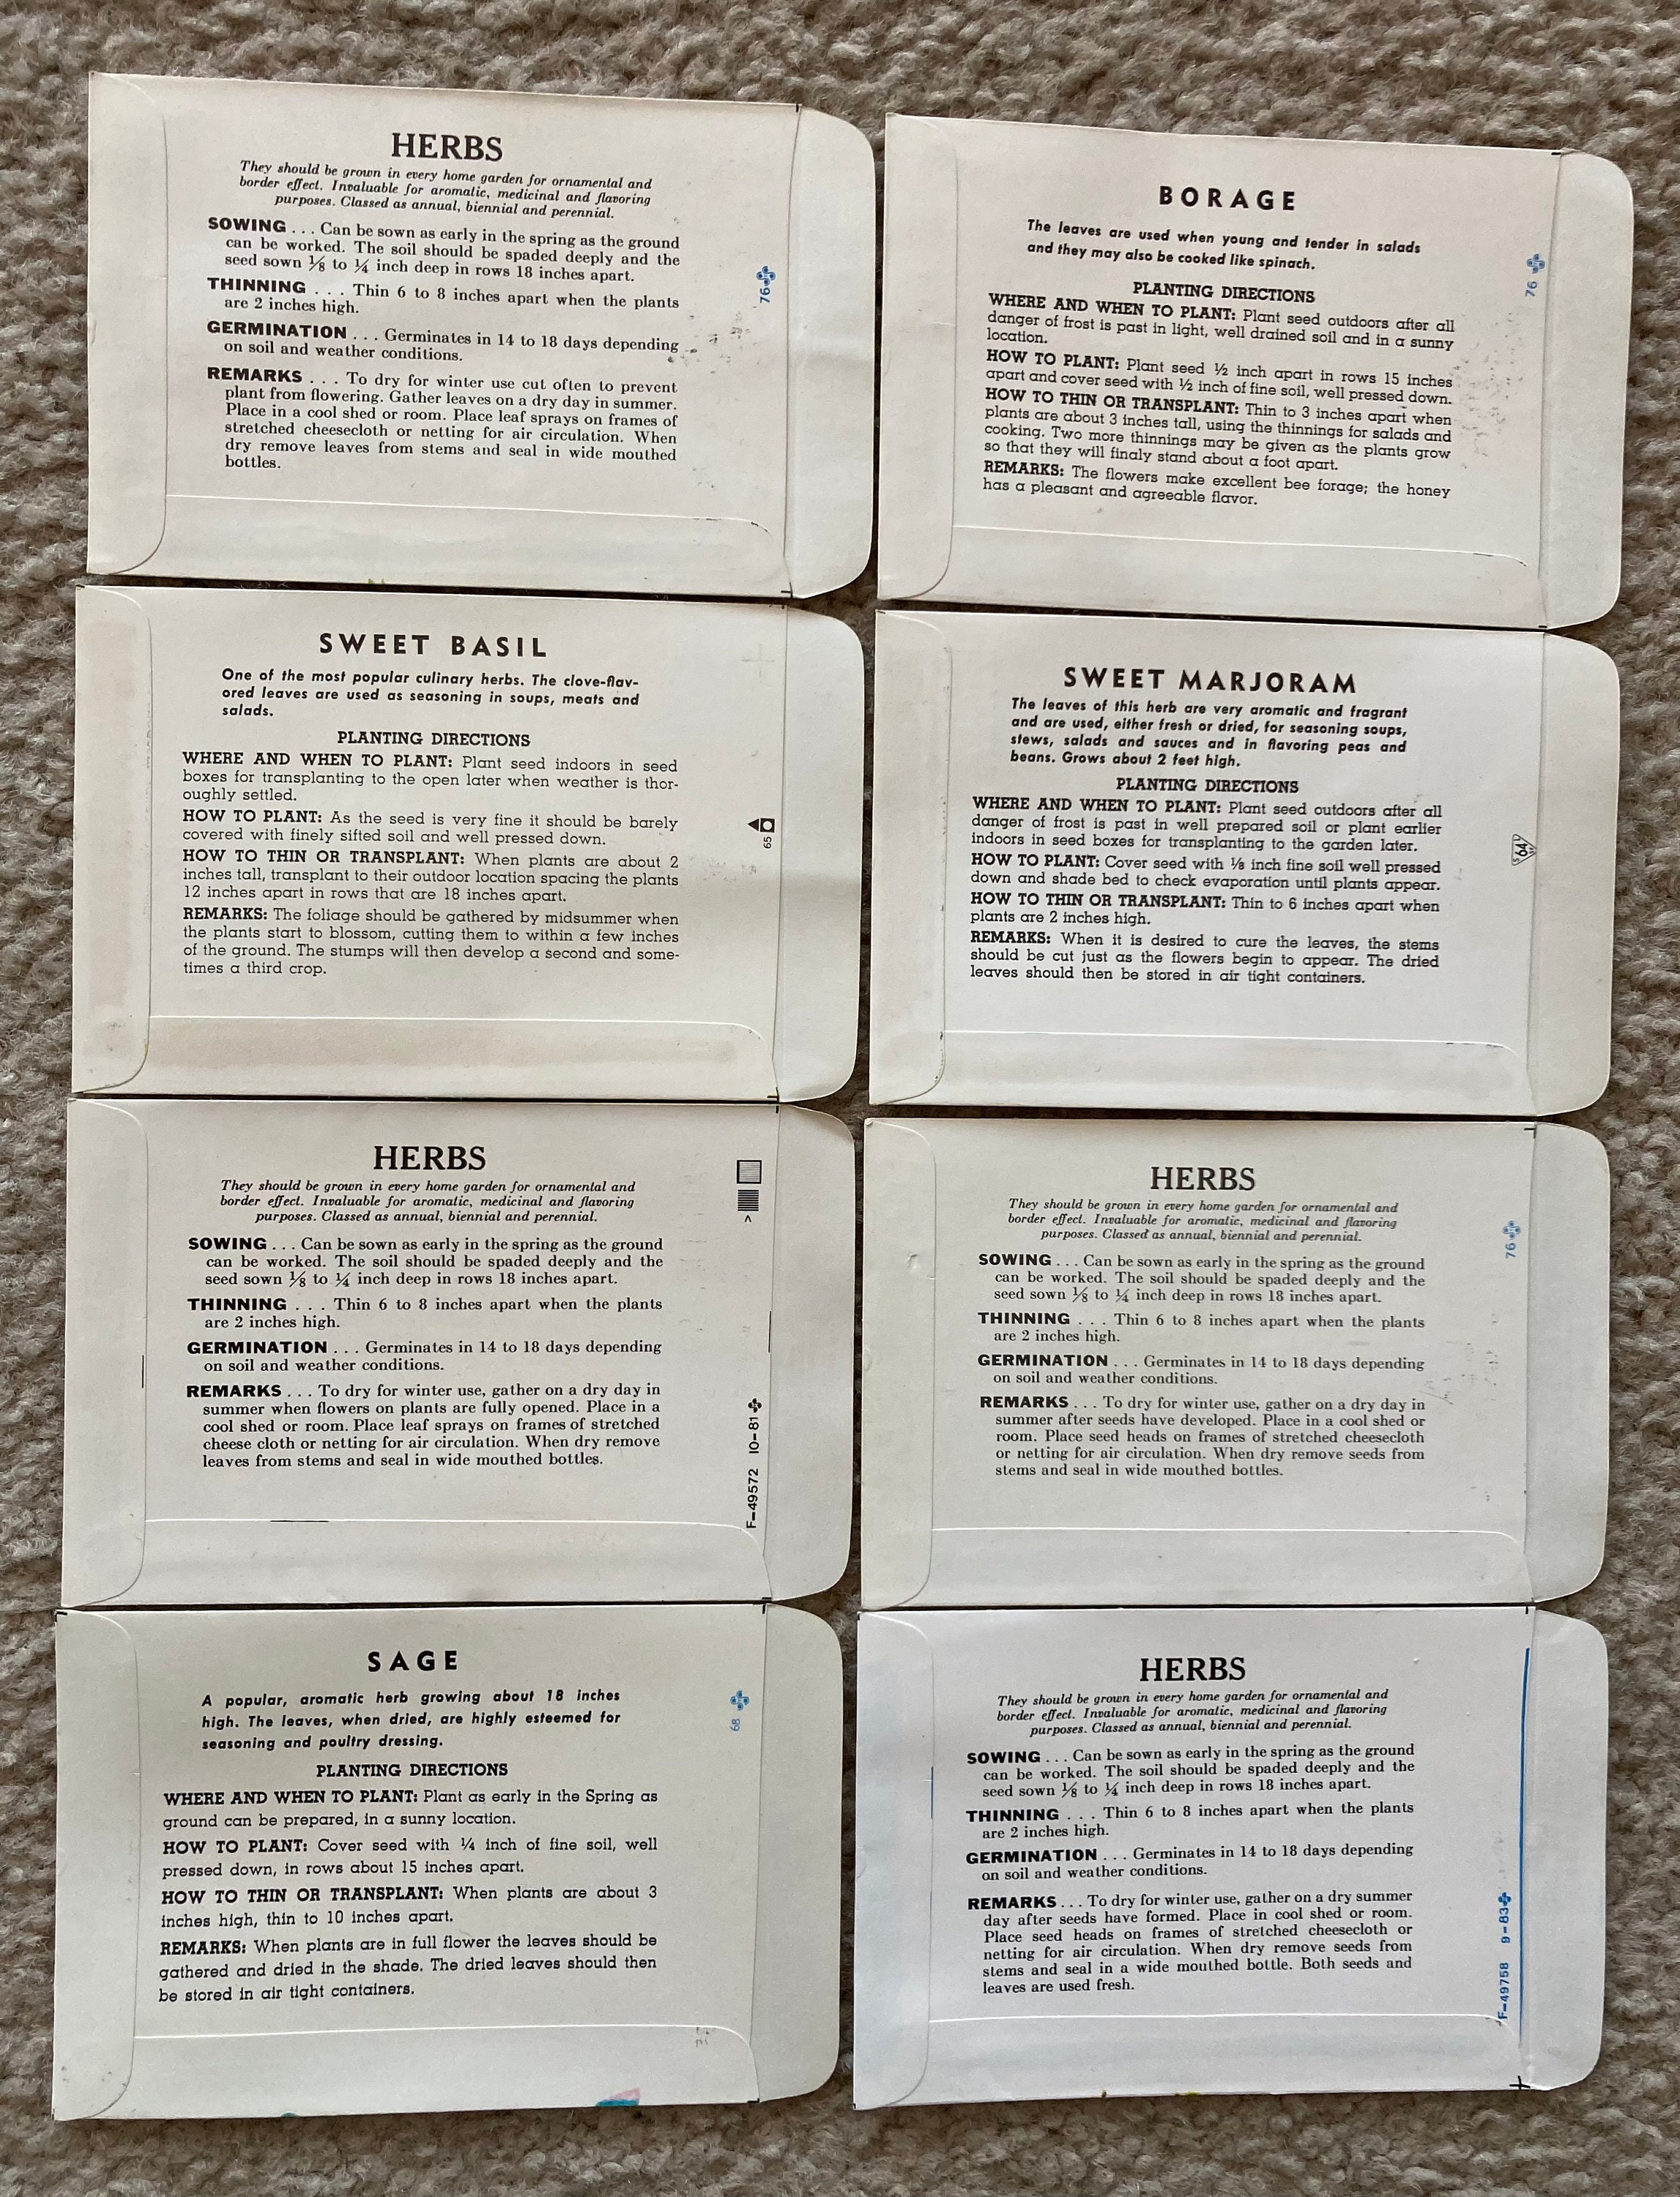 HERBS
They should be grown in every home garden for ornamental and
border effect. Invaluable for aromatic, medicinal and flavoring
purposes. Classed as annual, biennial and perennial.
SOWING . . . Can be sown as early in the spring as the ground
can be worked. The soil should be spaded deeply and the
seed sown ⅛ to ¼ inch deep in rows 18 inches apart.
THINNING . . . Thin 6 to 8 inches apart when the plants
are 2 inches high.
GERMINATION . . . Germinates in 14 to 18 days depending
on soil and weather conditions.
REMARKS . . . To dry for winter use cut often to prevent
plant from flowering. Gather leaves on a dry day in summer.
Place in a cool shed or room. Place leaf sprays on frames of
stretched cheesecloth or netting for air circulation. When
dry remove leaves from stems and seal in wide mouthed
bottles.
76
BORAGE
The leaves are used when young and tender in salads
and they may also be cooked like spinach.
PLANTING DIRECTIONS
WHERE AND WHEN TO PLANT: Plant seed outdoors after all
danger of frost is past in light, well drained soil and in a sunny
location.
HOW TO PLANT: Plant seed ½ inch apart in rows 15 inches
apart and cover seed with ½ inch of fine soil, well pressed down.
HOW TO THIN OR TRANSPLANT: Thin to 3 inches apart when
plants are about 3 inches tall, using the thinnings for salads and
cooking. Two more thinnings may be given as the plants grow
so that they will finaly stand about a foot apart.
REMARKS: The flowers make excellent bee forage; the honey
has a pleasant and agreeable flavor.
76
SWEET BASIL
One of the most popular culinary herbs. The clove-flav-
ored leaves are used as seasoning in soups, meats and
salads.
PLANTING DIRECTIONS
WHERE AND WHEN TO PLANT: Plant seed indoors in seed
boxes for transplanting to the open later when weather is thor-
oughly settled.
HOW TO PLANT: As the seed is very fine it should be barely
covered with finely sifted soil and well pressed down.
HOW TO THIN OR TRANSPLANT: When plants are about 2
inches tall, transplant to their outdoor location spacing the plants
12 inches apart in rows that are 18 inches apart.
REMARKS: The foliage should be gathered by midsummer when
the plants start to blossom, cutting them to within a few inches
of the ground. The stumps will then develop a second and some-
times a third crop.
65
SWEET MARJORAM
The leaves of this herb are very aromatic and fragrant
and are used, either fresh or dried, for seasoning soups,
stews, salads and sauces and in flavoring peas and
beans. Grows about 2 feet high.
PLANTING DIRECTIONS
WHERE AND WHEN TO PLANT: Plant seed outdoors after all
danger of frost is past in well prepared soil or plant earlier
indoors in seed boxes for transplanting to the garden later.
HOW TO PLANT: Cover seed with ⅛ inch fine soil well pressed
down and shade bed to check evaporation until plants appear.
HOW TO THIN OR TRANSPLANT: Thin to 6 inches apart when
plants are 2 inches high.
REMARKS: When it is desired to cure the leaves, the stems
should be cut just as the flowers begin to appear. The dried
leaves should then be stored in air tight containers.
64
HERBS
They should be grown in every home garden for ornamental and
border effect. Invaluable for aromatic, medicinal and flavoring
purposes. Classed as annual, biennial and perennial.
SOWING . . . Can be sown as early in the spring as the ground
can be worked. The soil should be spaded deeply and the
seed sown ⅛ to ¼ inch deep in rows 18 inches apart.
THINNING . . . Thin 6 to 8 inches apart when the plants
are 2 inches high.
GERMINATION . . . Germinates in 14 to 18 days depending
on soil and weather conditions.
REMARKS . . . To dry for winter use, gather on a dry day in
summer when flowers on plants are fully opened. Place in a
cool shed or room. Place leaf sprays on frames of stretched
cheese cloth or netting for air circulation. When dry remove
leaves from stems and seal in wide mouthed bottles.
F-49572 10-81
HERBS
They should be grown in every home garden for ornamental and
border effect. Invaluable for aromatic, medicinal and flavoring
purposes. Classed as annual, biennial and perennial.
SOWING . . . Can be sown as early in the spring as the ground
can be worked. The soil should be spaded deeply and the
seed sown ⅛ to ¼ inch deep in rows 18 inches apart.
THINNING . . . Thin 6 to 8 inches apart when the plants
are 2 inches high.
GERMINATION . . . Germinates in 14 to 18 days depending
on soil and weather conditions.
REMARKS . . . To dry for winter use, gather on a dry day in
summer after seeds have developed. Place in a cool shed or
room. Place seed heads on frames of stretched cheesecloth
or netting for air circulation. When dry remove seeds from
stems and seal in wide mouthed bottles.
76
SAGE
A popular, aromatic herb growing about 18 inches
high. The leaves, when dried, are highly esteemed for
seasoning and poultry dressing.
PLANTING DIRECTIONS
WHERE AND WHEN TO PLANT: Plant as early in the Spring as
ground can be prepared, in a sunny location.
HOW TO PLANT: Cover seed with ¼ inch of fine soil, well
pressed down, in rows about 15 inches apart.
HOW TO THIN OR TRANSPLANT: When plants are about 3
inches high, thin to 10 inches apart.
REMARKS: When plants are in full flower the leaves should be
gathered and dried in the shade. The dried leaves should then
be stored in air tight containers.
68
HERBS
They should be grown in every home garden for ornamental and
border effect. Invaluable for aromatic, medicinal and flavoring
purposes. Classed as annual, biennial and perennial.
SOWING . . . Can be sown as early in the spring as the ground
can be worked. The soil should be spaded deeply and the
seed sown ⅛ to ¼ inch deep in rows 18 inches apart.
THINNING . . . Thin 6 to 8 inches apart when the plants
are 2 inches high.
GERMINATION . . . Germinates in 14 to 18 days depending
on soil and weather conditions.
REMARKS . . . To dry for winter use, gather on a dry summer
day after seeds have formed. Place in cool shed or room.
Place seed heads on frames of stretched cheesecloth or
netting for air circulation. When dry remove seeds from
stems and seal in a wide mouthed bottle. Both seeds and
leaves are used fresh.
F-49758 9-83